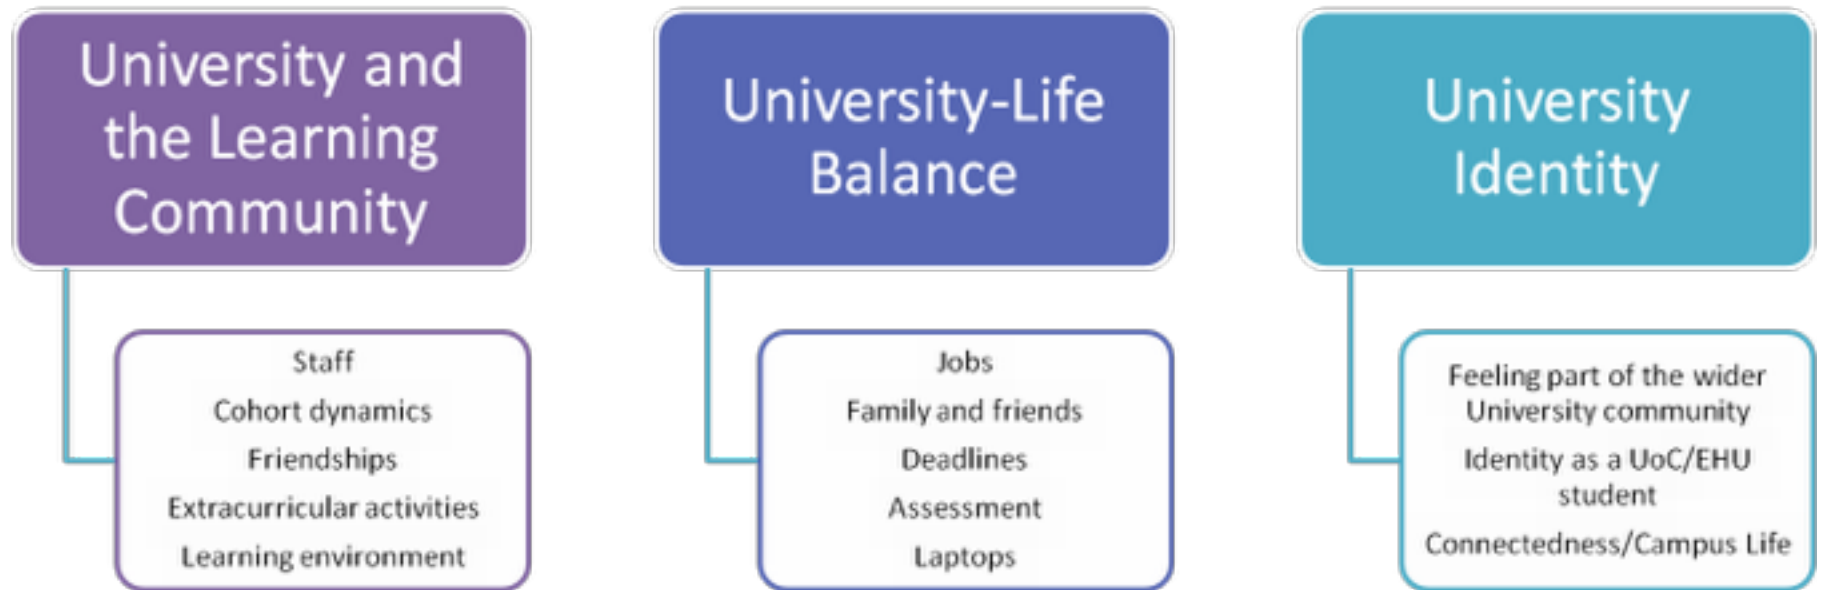 University and
the Learning
Community
Staff
Cohort dynamics
Friendships
Extracurricular activities
Learning environment
University-Life
Balance
Jobs
Family and friends
Deadlines
Assessment
Laptops
University
Identity
Feeling part of the wider
University community
Identity as a UoC/EHU
student
Connectedness/Campus Life